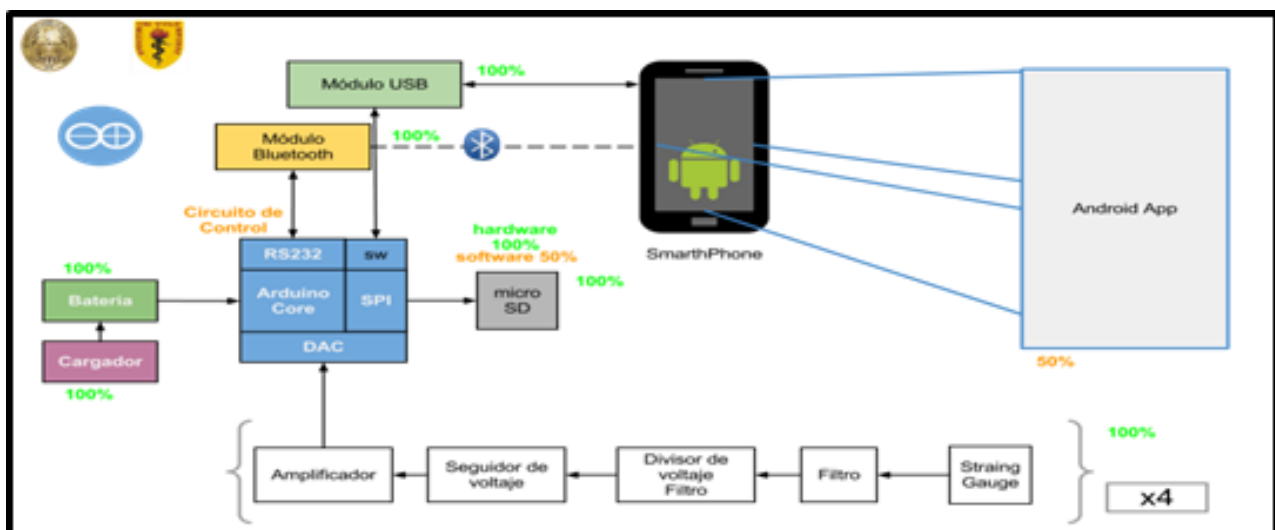 Módulo USB
100%
Módulo
Bluetooth
100%
Circuito de
Control
RS232
sw
Arduino
Core
SPI
DAC
hardware
100%
software 50%
micro
SD
100%
SmarthPhone
Android App
50%
100%
Batería
Cargador
100%
Amplificador
Seguidor de
voltaje
Divisor de
voltaje
Filtro
Filtro
Straing
Gauge
100%
x4